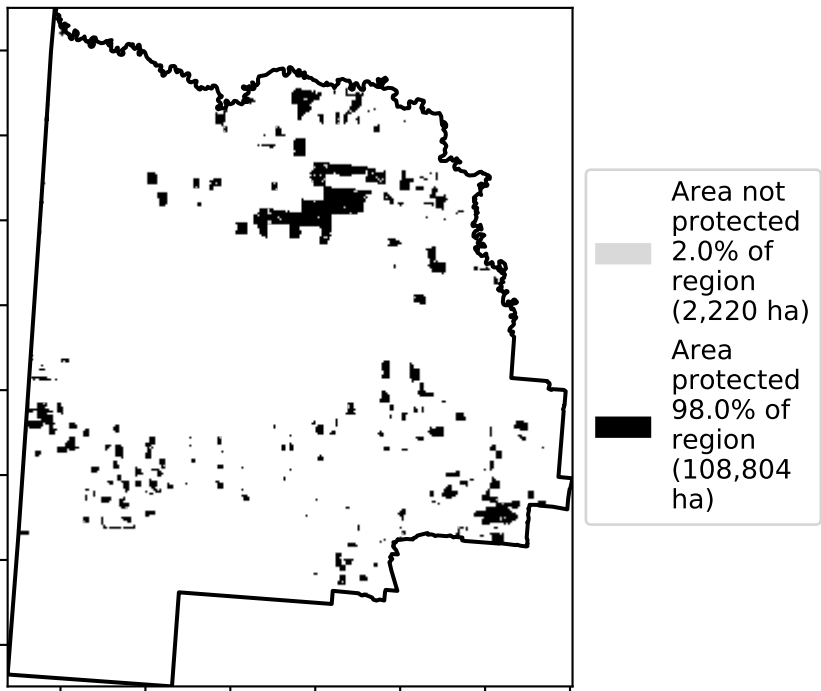 Area not
protected
2.0% of
region
(2,220 ha)
Area
protected
98.0% of
region
(108,804
ha)